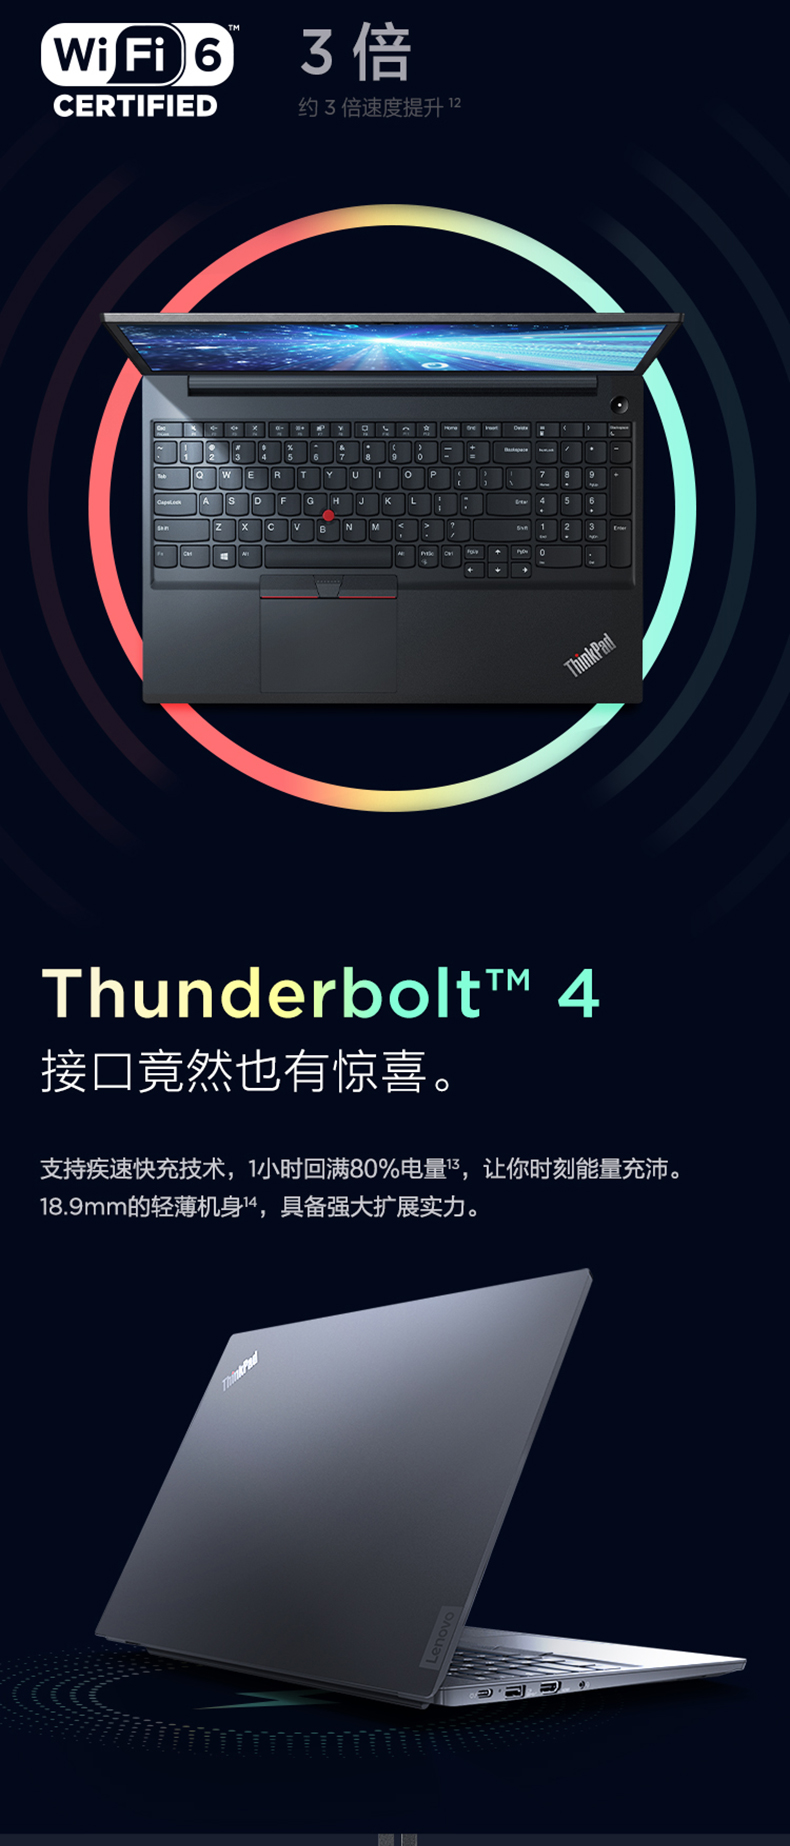 Wi Fi 6™
CERTIFIED
3 倍
约 3 倍速度提升 12
ThinkPad
Thunderbolt™ 4
接口竟然也有惊喜。
支持疾速快充技术，1小时回满80%电量13，让你时刻能量充沛。
18.9mm的轻薄机身14，具备强大扩展实力。
ThinkPad
Lenovo